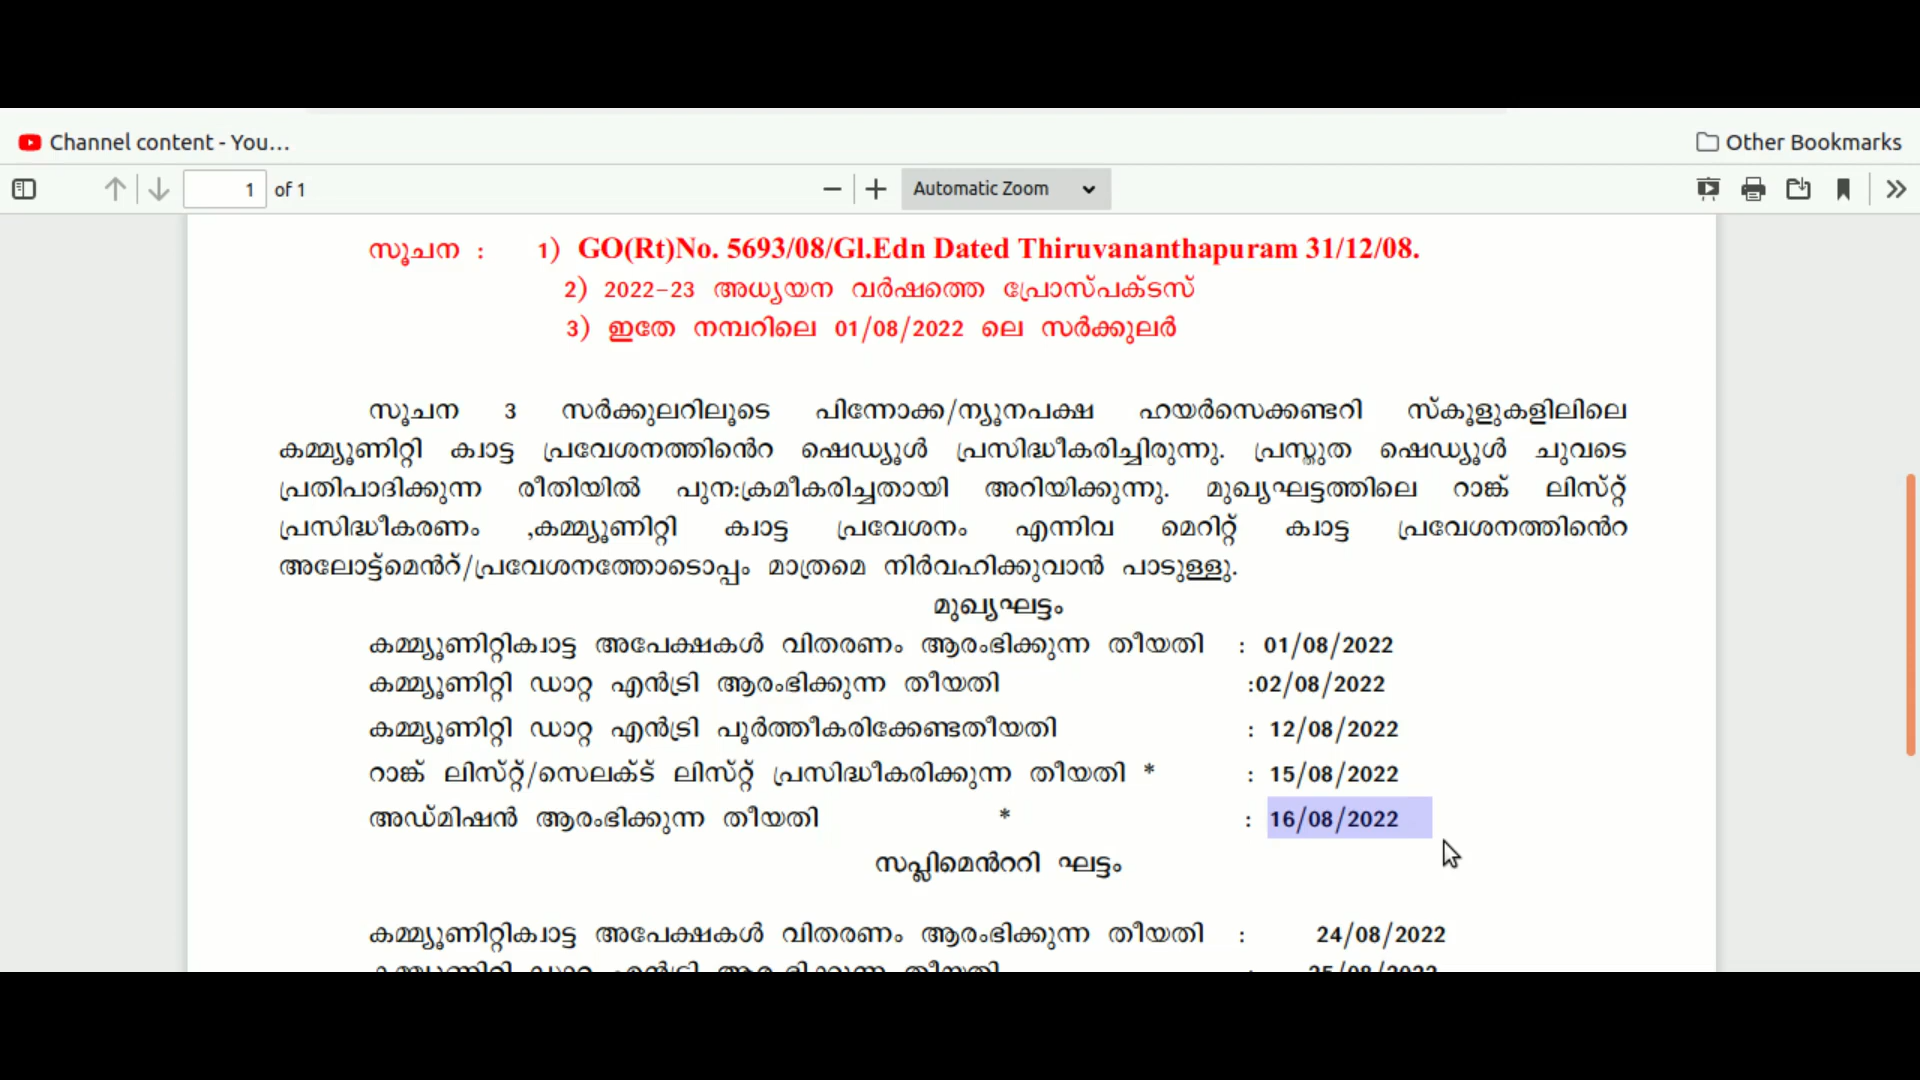 Channel content - You...
Other Bookmarks
1 of 1
Automatic Zoom
സൂചന : 1) GO(Rt)No. 5693/08/Gl.Edn Dated Thiruvananthapuram 31/12/08.
2) 2022-23 അധ്യയന വർഷത്തെ പ്രോസ്പക്ടസ്
3) ഇതേ നമ്പറിലെ 01/08/2022 ലെ സർക്കുലർ
സൂചന 3 സർക്കുലറിലൂടെ പിന്നോക്ക/ന്യൂനപക്ഷ ഹയർസെക്കണ്ടറി സ്കൂളുകളിലിലെ
കമ്മ്യൂണിറ്റി ക്വാട്ട പ്രവേശനത്തിൻെറ ഷെഡ്യൂൾ പ്രസിദ്ധീകരിച്ചിരുന്നു. പ്രസ്തുത ഷെഡ്യൂൾ ചുവടെ
പ്രതിപാദിക്കുന്ന രീതിയിൽ പുന:ക്രമീകരിച്ചതായി അറിയിക്കുന്നു. മുഖ്യഘട്ടത്തിലെ റാങ്ക് ലിസ്റ്റ്
പ്രസിദ്ധീകരണം ,കമ്മ്യൂണിറ്റി ക്വാട്ട പ്രവേശനം എന്നിവ മെറിറ്റ് ക്വാട്ട പ്രവേശനത്തിൻെറ
അലോട്ട്മെൻറ്/പ്രവേശനത്തോടൊപ്പം മാത്രമെ നിർവഹിക്കുവാൻ പാടുള്ളു.
മുഖ്യഘട്ടം
കമ്മ്യൂണിറ്റിക്വാട്ട അപേക്ഷകൾ വിതരണം ആരംഭിക്കുന്ന തീയതി : 01/08/2022
കമ്മ്യൂണിറ്റി ഡാറ്റ എൻട്രി ആരംഭിക്കുന്ന തീയതി :02/08/2022
കമ്മ്യൂണിറ്റി ഡാറ്റ എൻട്രി പൂർത്തീകരിക്കേണ്ടതീയതി : 12/08/2022
റാങ്ക് ലിസ്റ്റ്/സെലക്ട് ലിസ്റ്റ് പ്രസിദ്ധീകരിക്കുന്ന തീയതി * : 15/08/2022
അഡ്മിഷൻ ആരംഭിക്കുന്ന തീയതി * : 16/08/2022
സപ്ലിമെൻററി ഘട്ടം
കമ്മ്യൂണിറ്റിക്വാട്ട അപേക്ഷകൾ വിതരണം ആരംഭിക്കുന്ന തീയതി : 24/08/2022